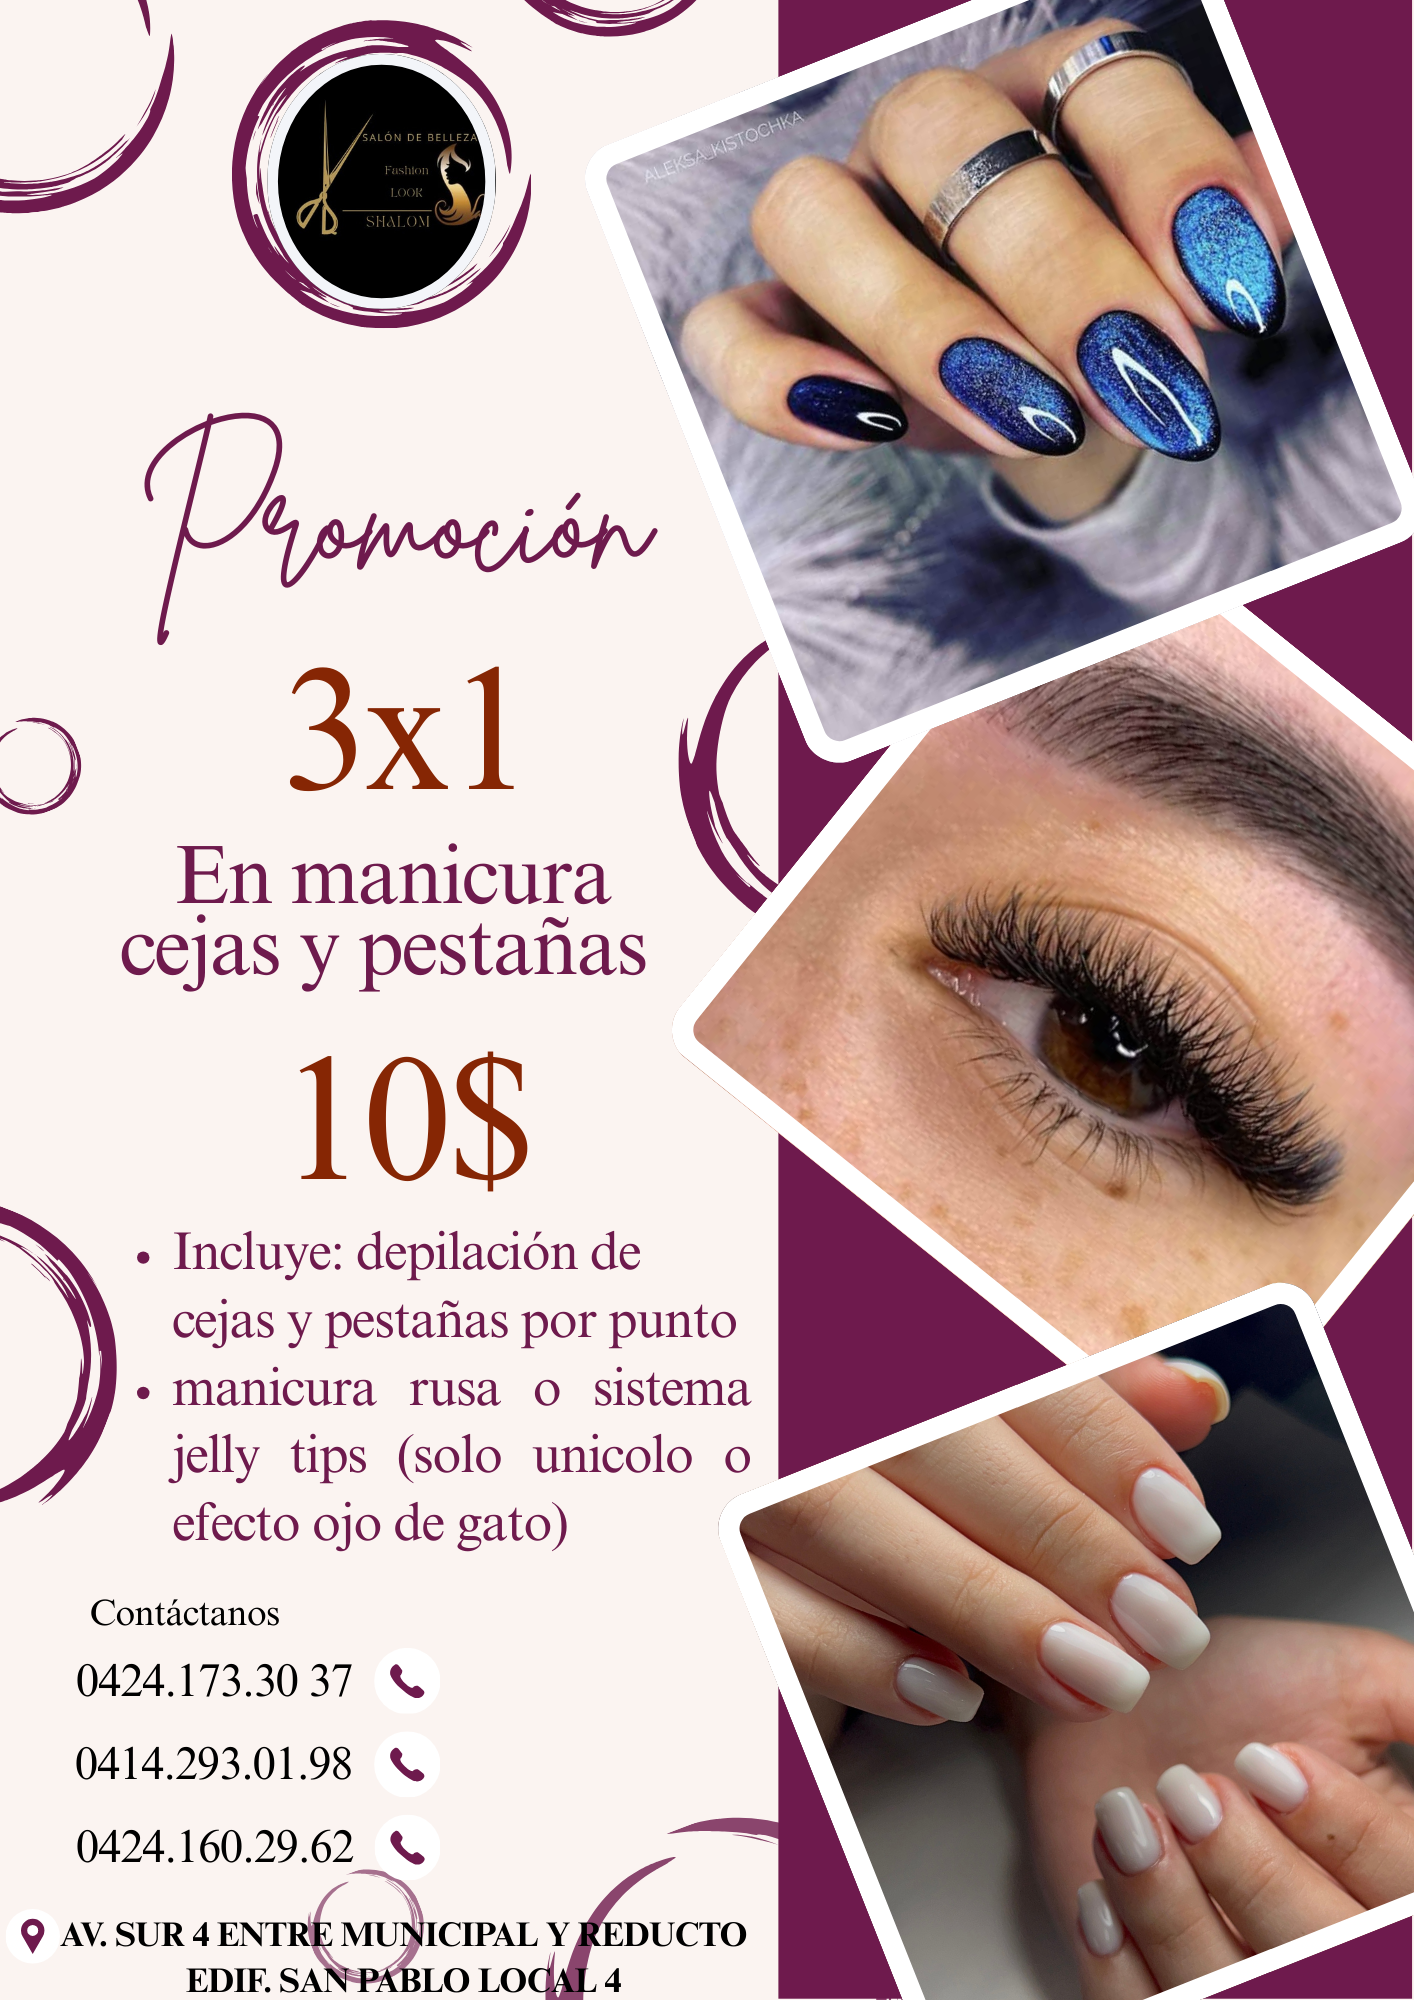 SALÓN DE BELLEZA
Fashion
LOOK
SHALOM
ALEKSA_KISTOCHKA
Promoción
3x1
En manicura
cejas y pestañas
10$
• Incluye: depilación de
cejas y pestañas por punto
• manicura rusa o sistema
jelly tips (solo unicolo o
efecto ojo de gato)
Contáctanos
0424.173.30 37
0414.293.01.98
0424.160.29.62
AV. SUR 4 ENTRE MUNICIPAL Y REDUCTO
EDIF. SAN PABLO LOCAL 4